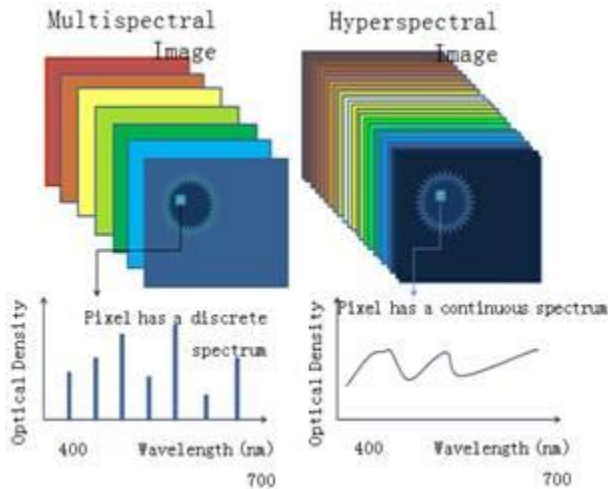 Multispectral
Image
Hyperspectral
Image
Pixel has a discrete
spectrum
Optical Density
400
Wavelength(nm)
700
Pixel has a continuous spectrum
Optical Density
400
Wavelength(nm)
700